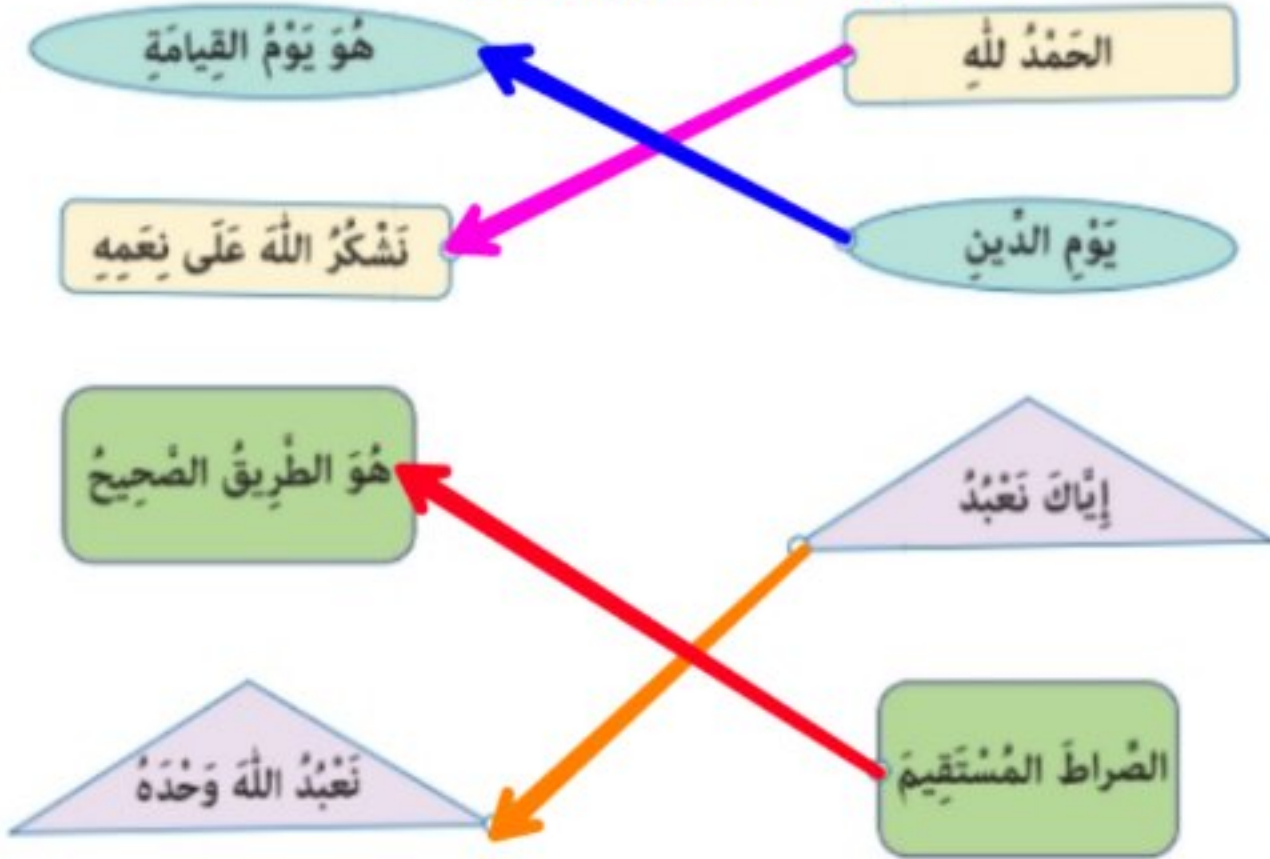 الحَمْدُ للهِ
هُوَ يَوْمُ القِيامَةِ
يَوْمِ الدِّينِ
نَشْكُرُ اللهَ عَلَى نِعَمِهِ
إِيَّاكَ نَعْبُدُ
هُوَ الطَّرِيقُ الصَّحِيحُ
الصِّراطَ المُسْتَقِيمَ
نَعْبُدُ اللهَ وَحْدَهُ